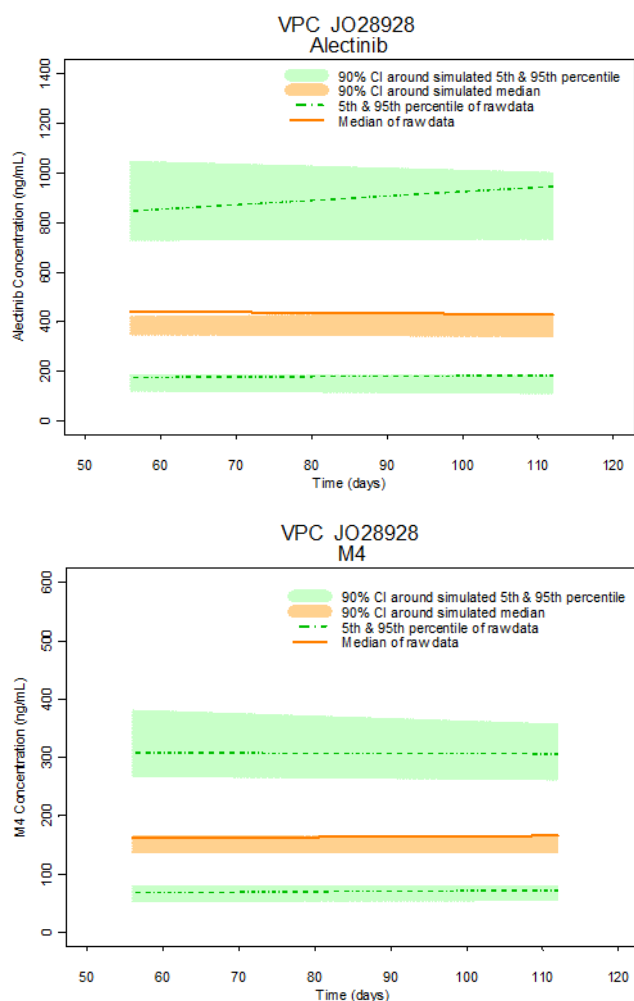 VPC JO28928
Alectinib
90% CI around simulated 5th & 95th percentile
90% CI around simulated median
5th & 95th percentile of rawdata
Median of raw data
Alectinib Concentration (ng/mL)
1400
1200
1000
800
600
400
200
0
50 60 70 80 90 100 110 120
Time (days)
VPC JO28928
M4
90% CI around simulated 5th & 95th percentile
90% CI around simulated median
5th & 95th percentile of rawdata
Median of raw data
M4 Concentration (ng/mL)
600
500
400
300
200
100
0
50 60 70 80 90 100 110 120
Time (days)